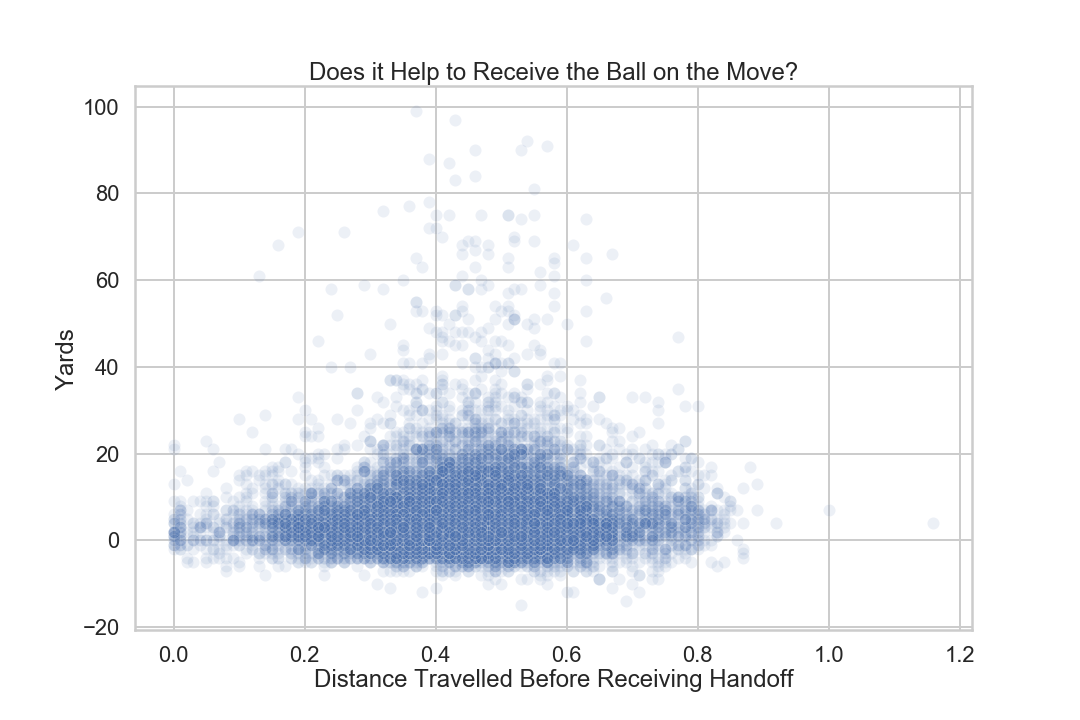 Does it Help to Receive the Ball on the Move?
100
80
60
40
20
0
−20
Yards
0.0 0.2 0.4 0.6 0.8 1.0 1.2
Distance Travelled Before Receiving Handoff